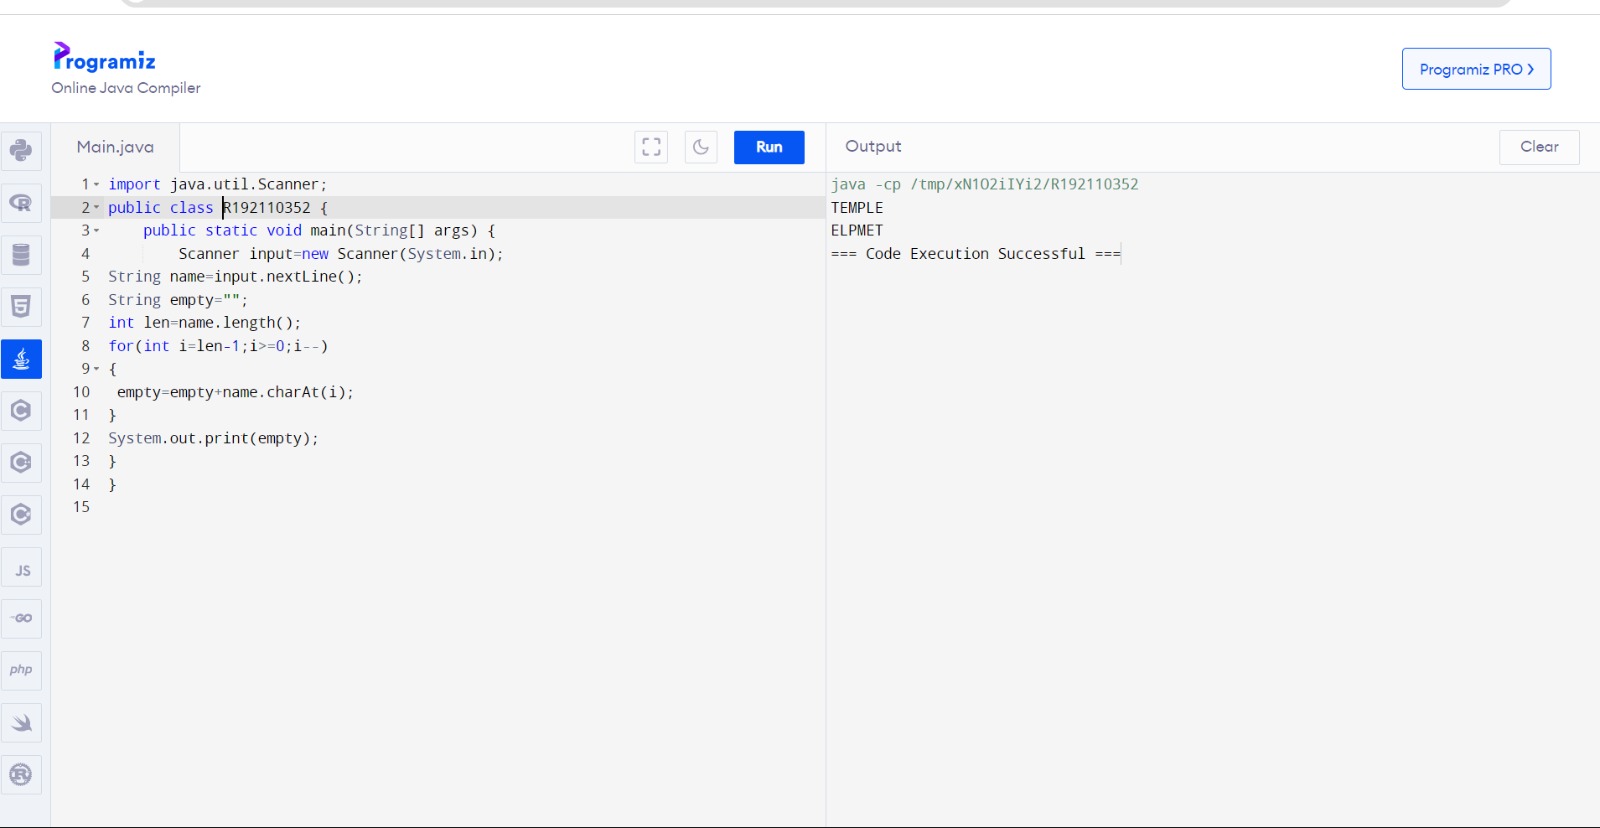 Programiz
Online Java Compiler
Programiz PRO >
Main.java
Run
Output
Clear
1 import java.util.Scanner;
2 public class R192110352 {
3     public static void main(String[] args) {
4         Scanner input=new Scanner(System.in);
5 String name=input.nextLine();
6 String empty="";
7 int len=name.length();
8 for(int i=len-1;i>=0;i--)
9 {
10  empty=empty+name.charAt(i);
11 }
12 System.out.print(empty);
13 }
14 }
15
java -cp /tmp/xN1O2iIYi2/R192110352
TEMPLE
ELPMET
=== Code Execution Successful ===
R
5
C
C
C
JS
GO
php
R